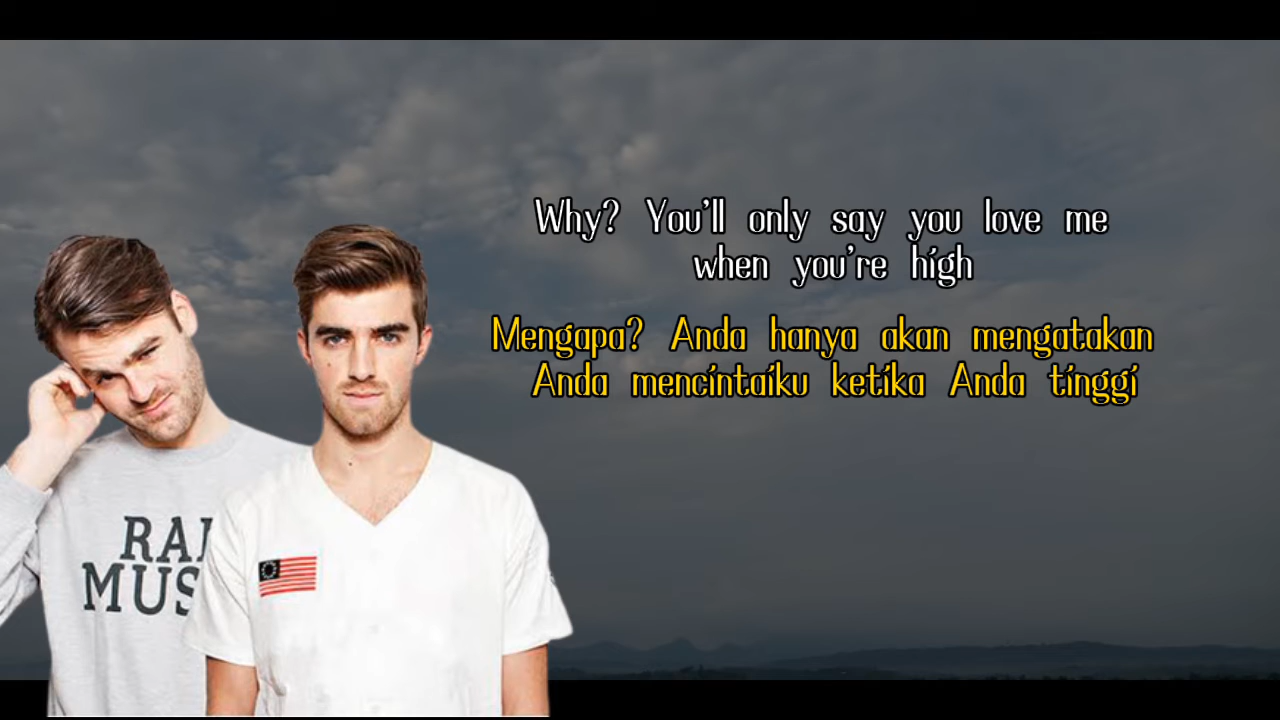 Why? You'll only say you love me
when you're high
Mengapa? Anda hanya akan mengatakan
Anda mencintaiku ketika Anda tinggi
MUS